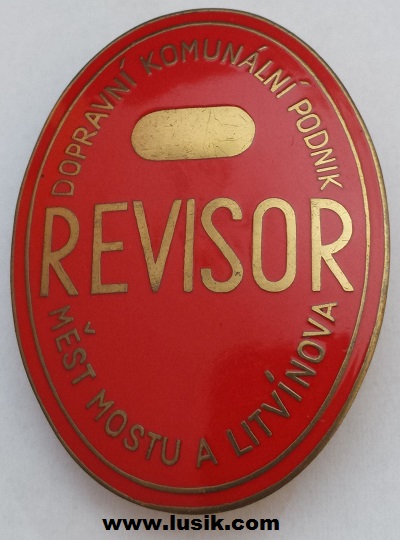 DOPRAVNÍ KOMUNÁLNÍ PODNIK
REVISOR
MĚST MOSTU A LITVÍNOVA
www.lusik.com